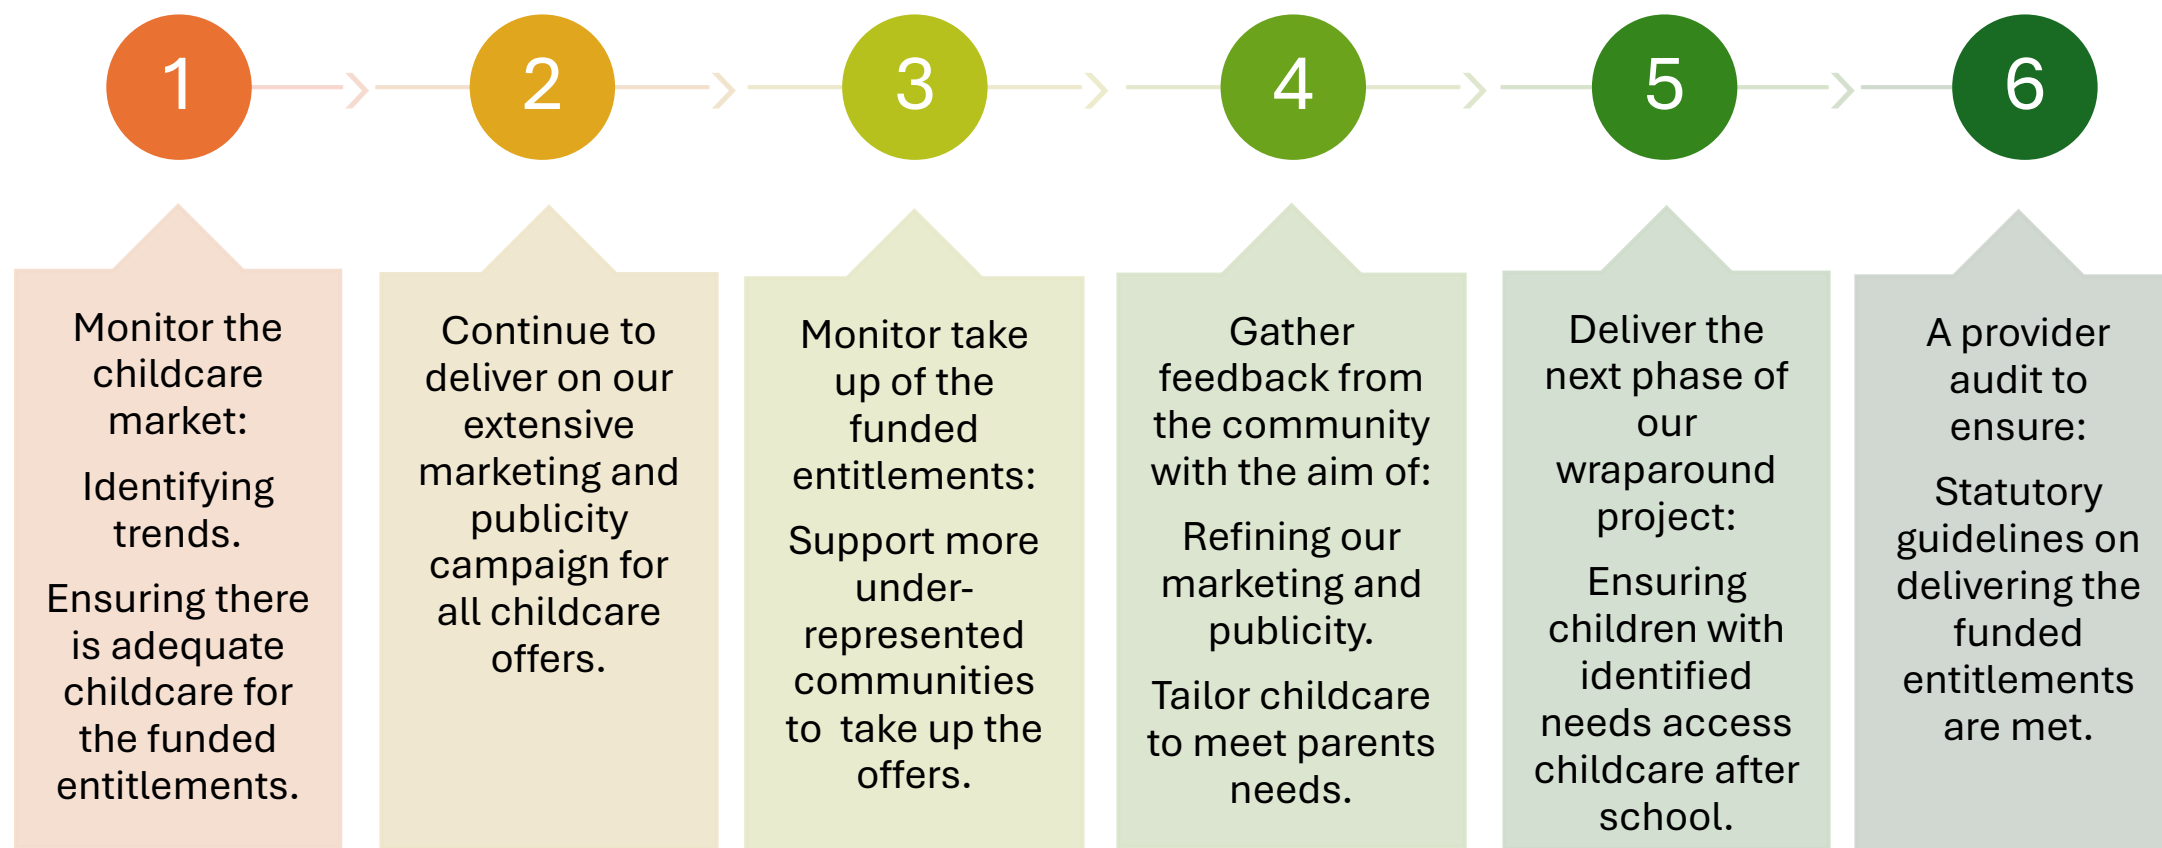 1
2
3
4
5
6
Monitor the
childcare
market:
Identifying
trends.
Ensuring there
is adequate
childcare for
the funded
entitlements.
Continue to
deliver on our
extensive
marketing and
publicity
campaign for
all childcare
offers.
Monitor take
up of the
funded
entitlements:
Support more
under-
represented
communities
to  take up the
offers.
Gather
feedback from
the community
with the aim of:
Refining our
marketing and
publicity.
Tailor childcare
to meet parents
needs.
Deliver the
next phase of
our
wraparound
project:
Ensuring
children with
identified
needs access
childcare after
school.
A provider
audit to
ensure:
Statutory
guidelines on
delivering the
funded
entitlements
are met.